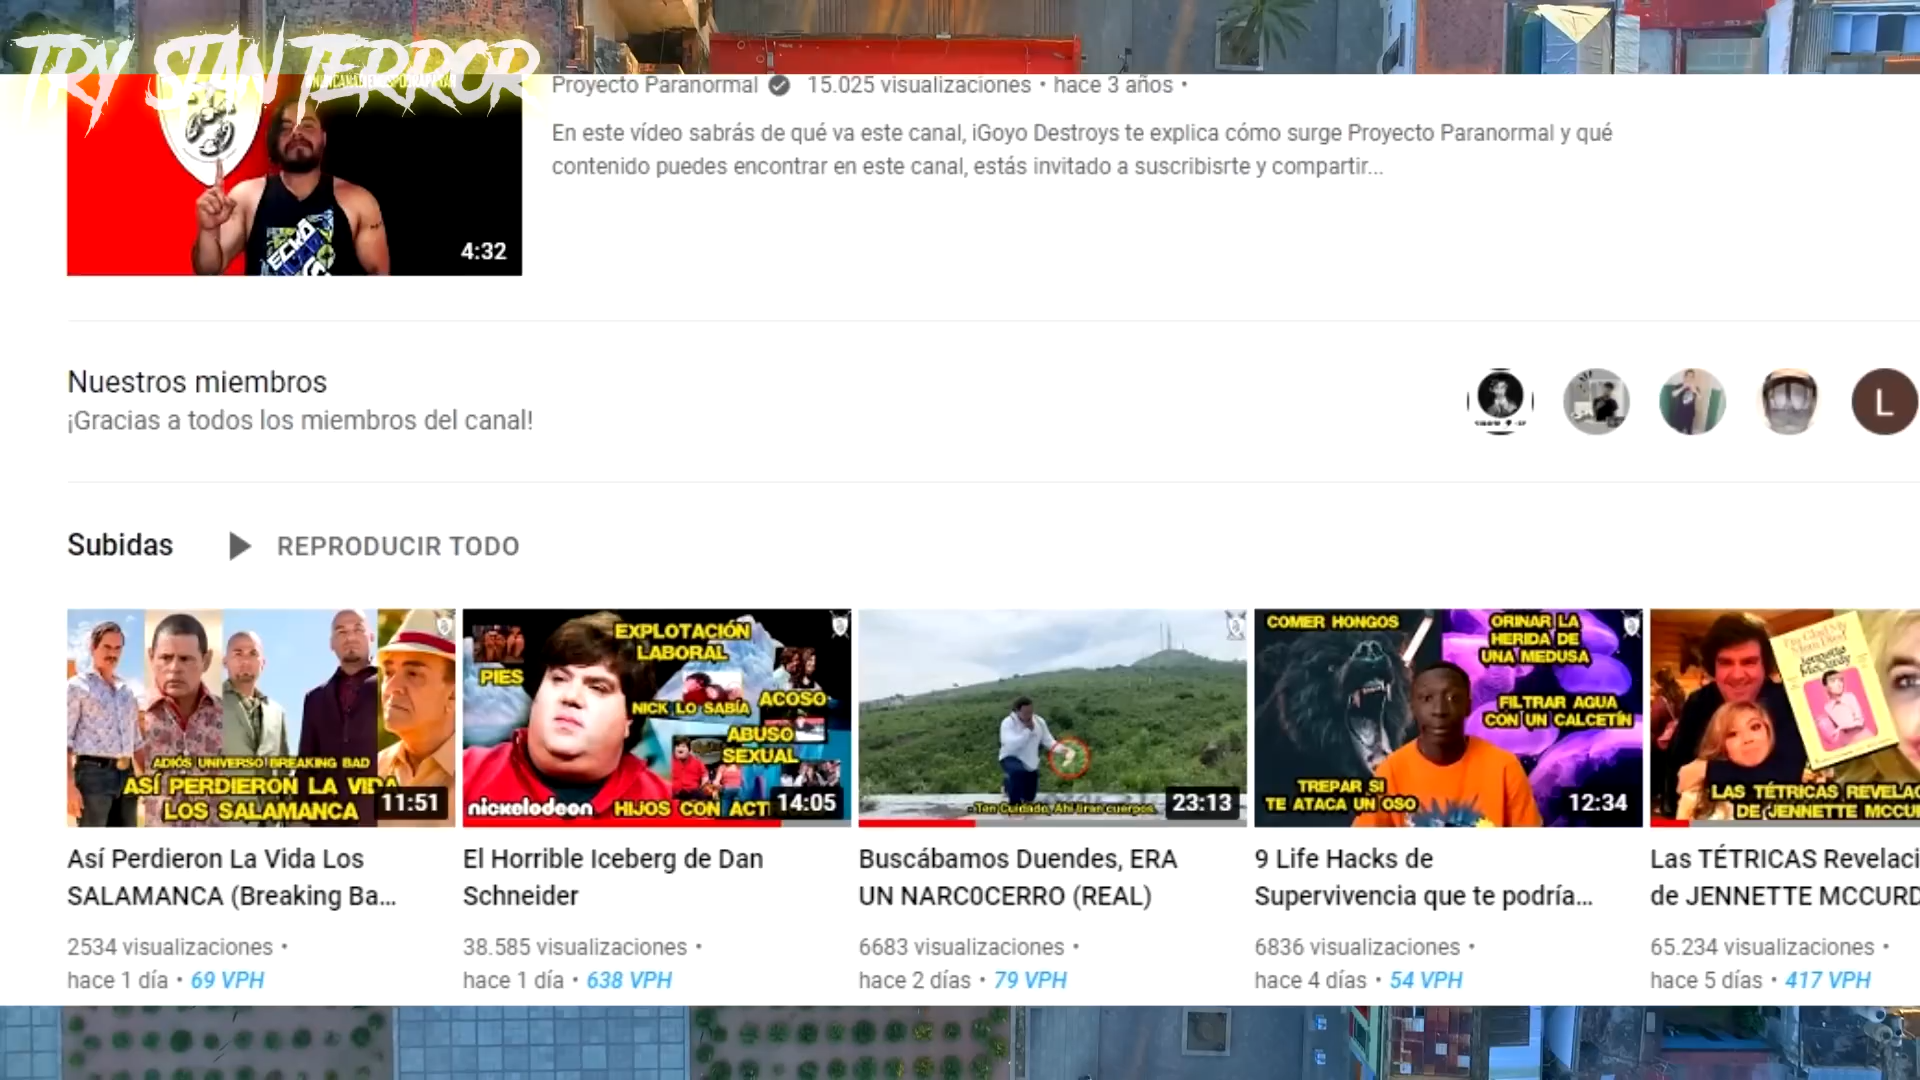 TRY STAN TERROR
Proyecto Paranormal 15.025 visualizaciones • hace 3 años •
En este vídeo sabrás de qué va este canal, iGoyo Destroys te explica cómo surge Proyecto Paranormal y qué
contenido puedes encontrar en este canal, estás invitado a suscribisrte y compartir...
ECKO
4:32
Nuestros miembros
¡Gracias a todos los miembros del canal!
L
Subidas
REPRODUCIR TODO
ADIÓS UNIVERSO BREAKING BAD
ASÍ PERDIERON LA VIDA
LOS SALAMANCA
11:51
EXPLOTACIÓN
LABORAL
PIES
NICK LO SABÍA
ACOSO
ABUSO
SEXUAL
nickelodeon
HIJOS CON ACT
14:05
- Ten Cuidado, Ahí tiran cuerpos.
23:13
COMER HONGOS
ORINAR LA
HERIDA DE
UNA MEDUSA
FILTRAR AGUA
CON UN CALCETÍN
TREPAR SI
TE ATACA UN OSO
12:34
Jennette
McCurdy
LAS TÉTRICAS REVELAC
DE JENNETTE MCCU
Así Perdieron La Vida Los
SALAMANCA (Breaking Ba...
2534 visualizaciones •
hace 1 día • 69 VPH
El Horrible Iceberg de Dan
Schneider
38.585 visualizaciones •
hace 1 día • 638 VPH
Buscábamos Duendes, ERA
UN NARC0CERRO (REAL)
6683 visualizaciones •
hace 2 días • 79 VPH
9 Life Hacks de
Supervivencia que te podría...
6836 visualizaciones •
hace 4 días • 54 VPH
Las TÉTRICAS Revelaci
de JENNETTE MCCURD
65.234 visualizaciones •
hace 5 días • 417 VPH